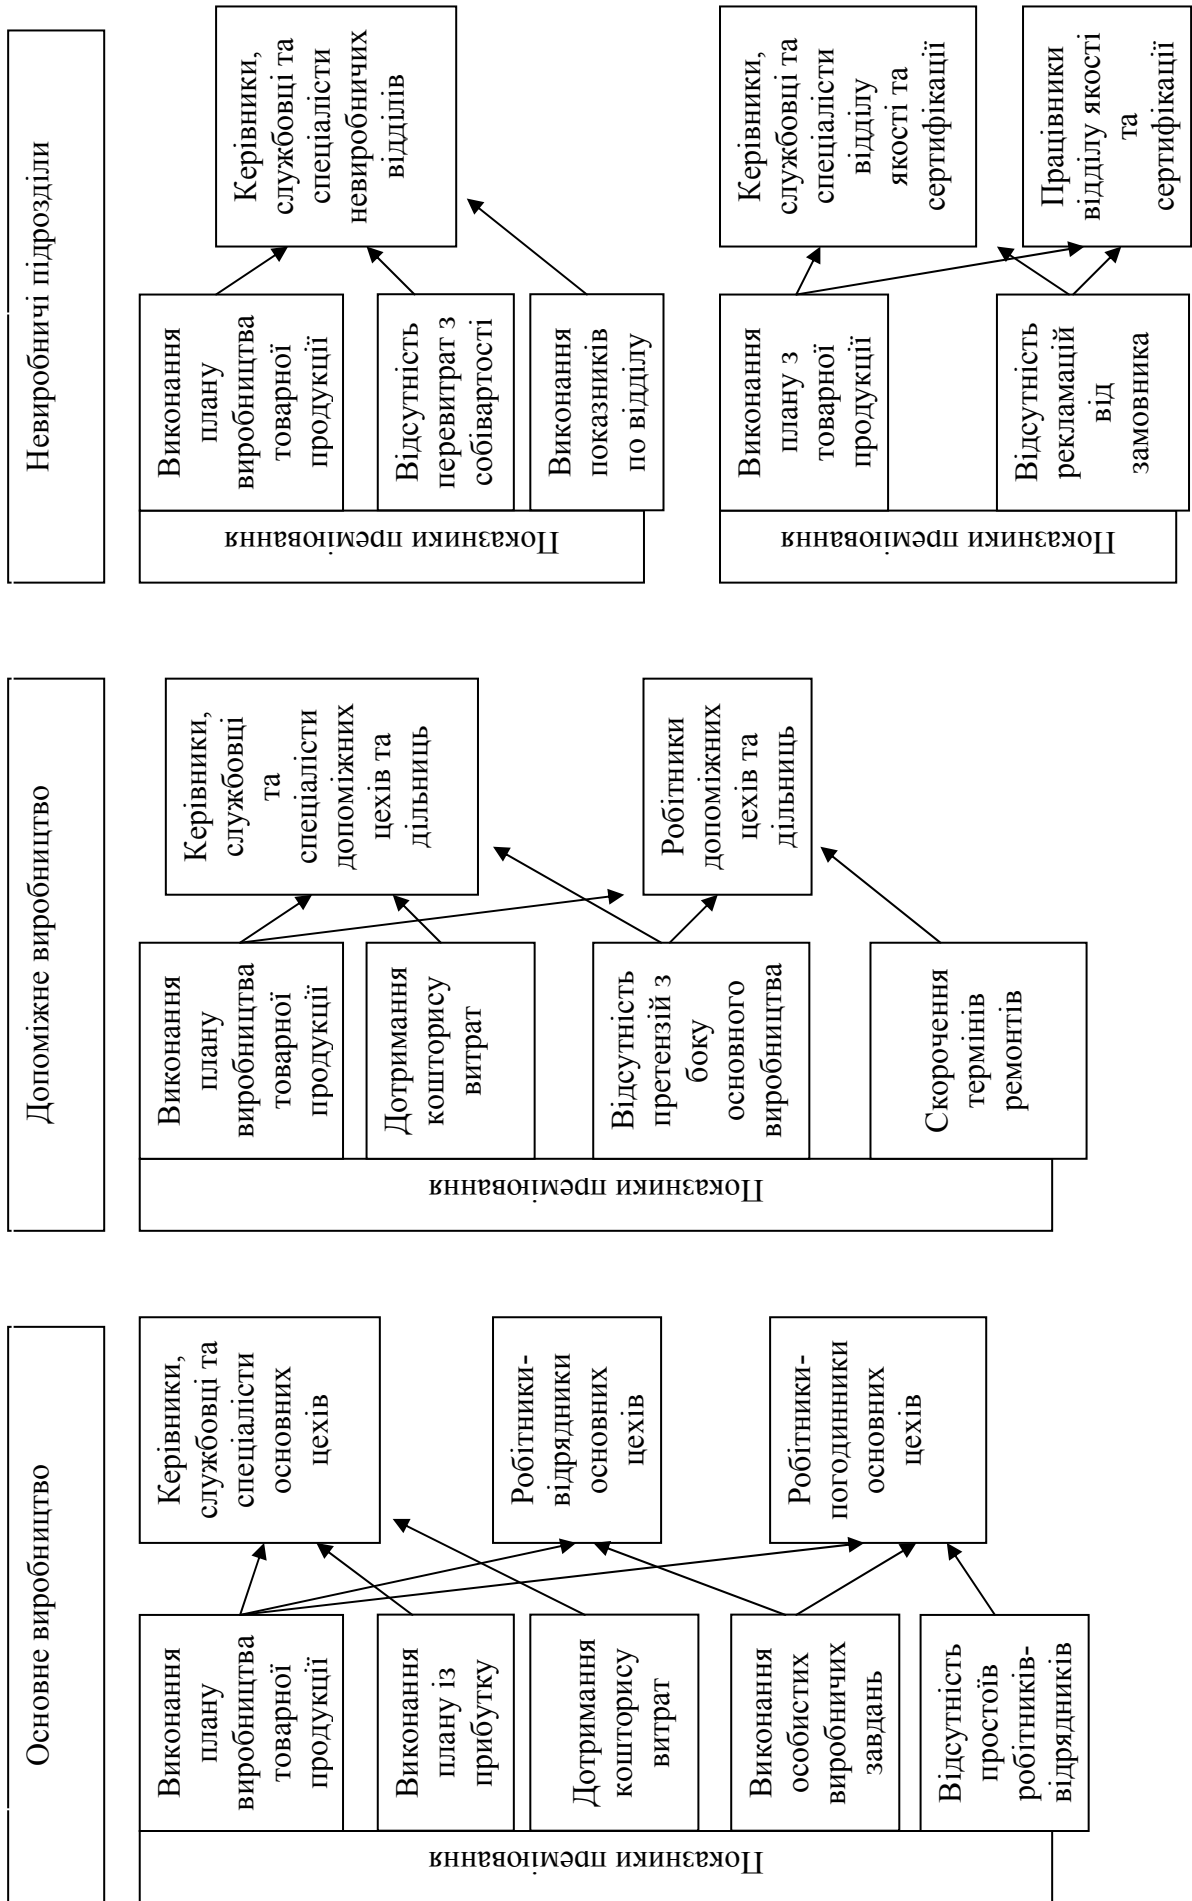 Основне виробництво
Показники преміювання
Виконання
плану
виробництва
товарної
продукції
Виконання
плану із
прибутку
Дотримання
кошторису
витрат
Виконання
особистих
виробничих
завдань
Відсутність
простоїв
робітників-
відрядників
Керівники,
службовці та
спеціалісти
основних
цехів
Робітники-
відрядники
основних
цехів
Робітники-
погодинники
основних
цехів
Допоміжне виробництво
Показники преміювання
Виконання
плану
виробництва
товарної
продукції
Дотримання
кошторису
витрат
Відсутність
претензій з
боку
основного
виробництва
Скорочення
термінів
ремонтів
Керівники,
службовці
та
спеціалісти
допоміжних
цехів та
дільниць
Робітники
допоміжних
цехів та
дільниць
Невиробничі підрозділи
Показники преміювання
Виконання
плану
виробництва
товарної
продукції
Відсутність
перевитрат з
собівартості
Виконання
показників
по відділу
Керівники,
службовці та
спеціалісти
невиробничих
відділів
Показники преміювання
Виконання
плану з
товарної
продукції
Відсутність
рекламацій
від
замовника
Керівники,
службовці та
спеціалісти
відділу
якості та
сертифікації
Працівники
відділу якості
та
сертифікації